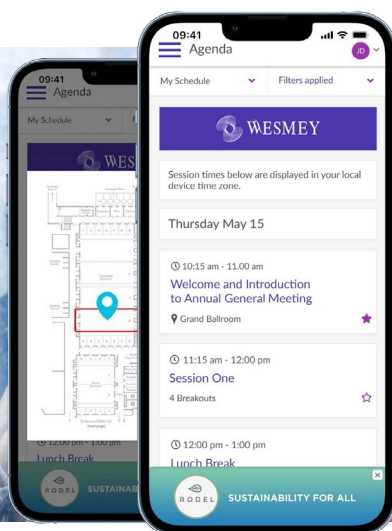 09:41
Agenda
My Schedule
WES
12:00 pm - 1:00 pm
Lunch Break
RODEL
SUSTAINAB
09:41
Agenda
JD
My Schedule
Filters applied
WESMEY
Session times below are displayed in your local
device time zone.
Thursday May 15
10:15 am - 11.00 am
Welcome and Introduction
to Annual General Meeting
Grand Ballroom
11:15 am - 12:00 pm
Session One
4 Breakouts
12:00 pm - 1:00 pm
Lunch Break
RODEL
SUSTAINABILITY FOR ALL